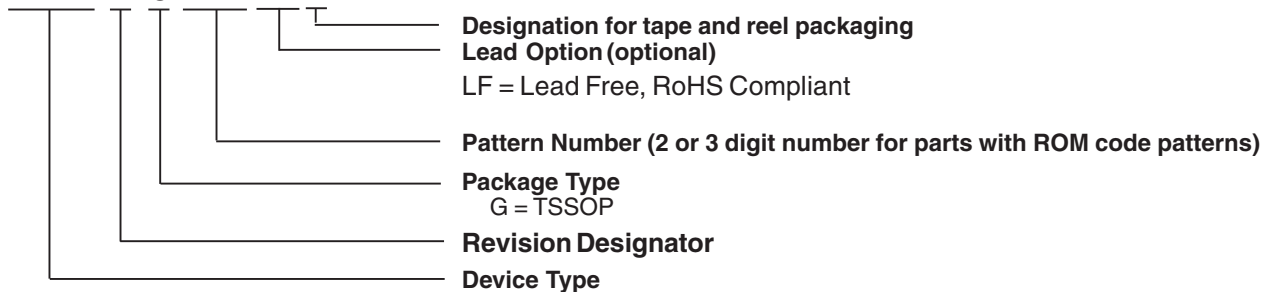 Designation for tape and reel packaging
Lead Option (optional)
LF = Lead Free, RoHS Compliant
Pattern Number (2 or 3 digit number for parts with ROM code patterns)
Package Type
G = TSSOP
Revision Designator
Device Type